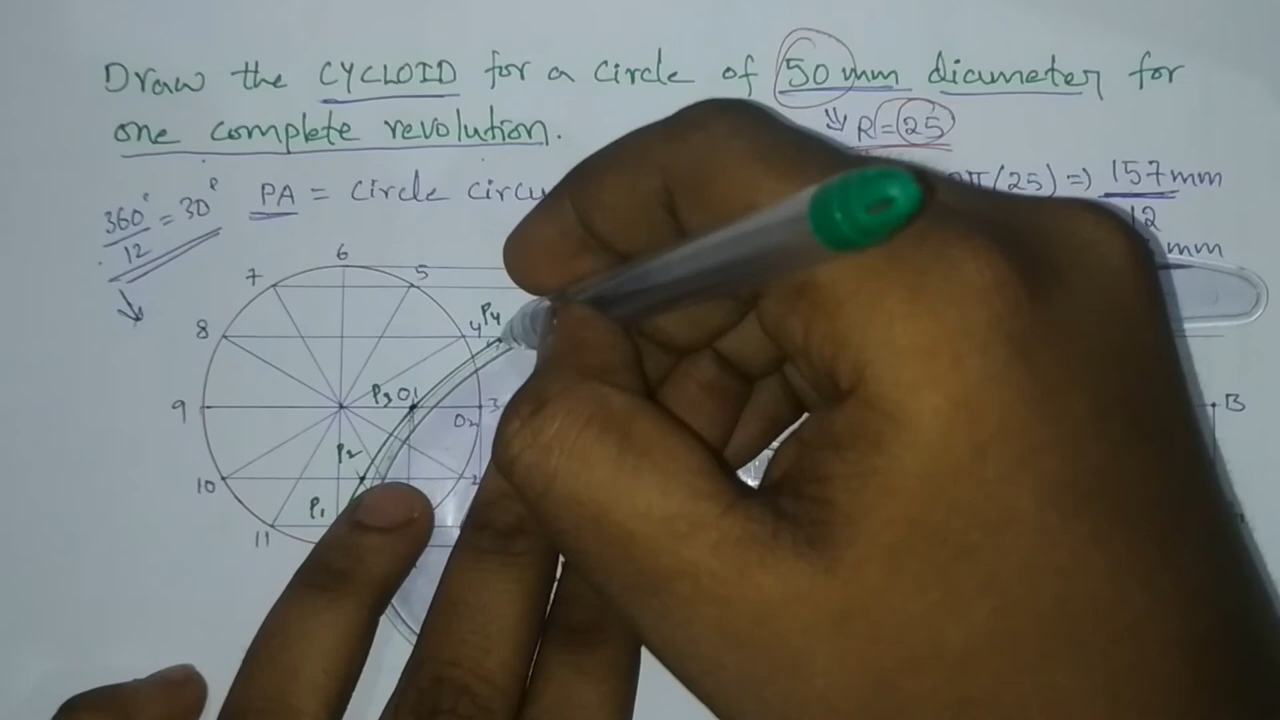 Draw the CYCLOID for a circle of 50 mm diameter for
one complete revolution.
R=25
360°/12 = 30°
PA = circle circu
2π(25) => 157 mm
12
mm
6
7
5
8
4
P4
P3
O1
9
3
O2
B
P2
10
2
P1
11